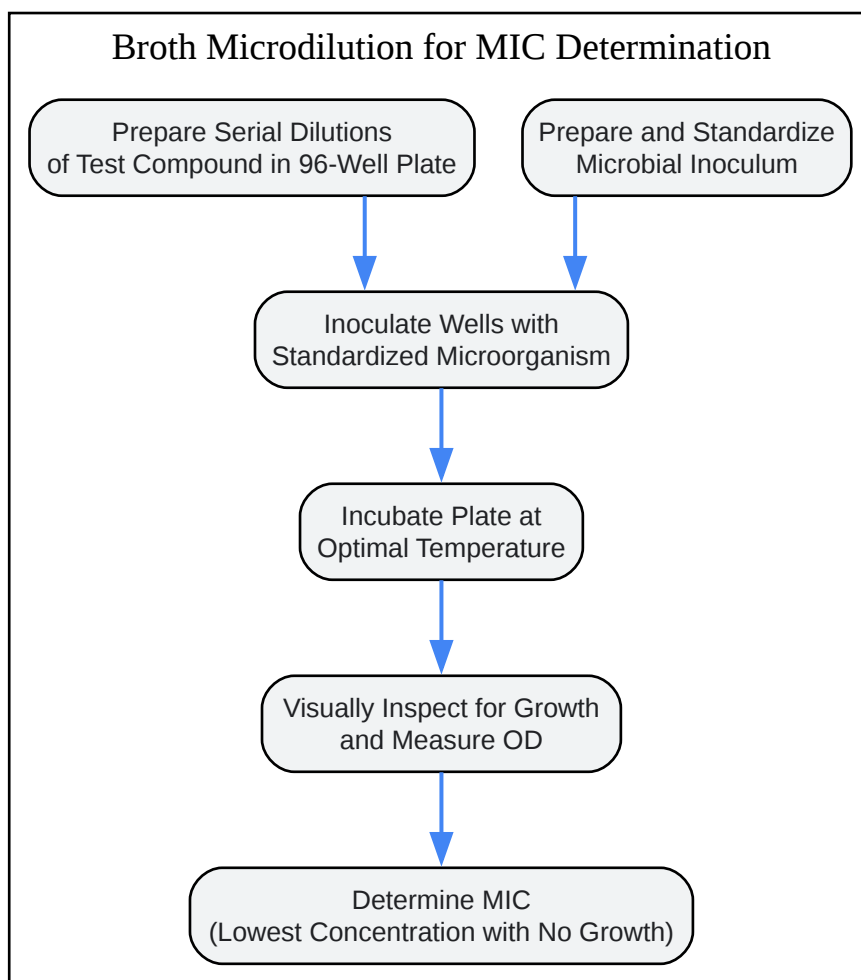 Broth Microdilution for MIC Determination
Prepare Serial Dilutions
of Test Compound in 96-Well Plate
Prepare and Standardize
Microbial Inoculum
Inoculate Wells with
Standardized Microorganism
Incubate Plate at
Optimal Temperature
Visually Inspect for Growth
and Measure OD
Determine MIC
(Lowest Concentration with No Growth)